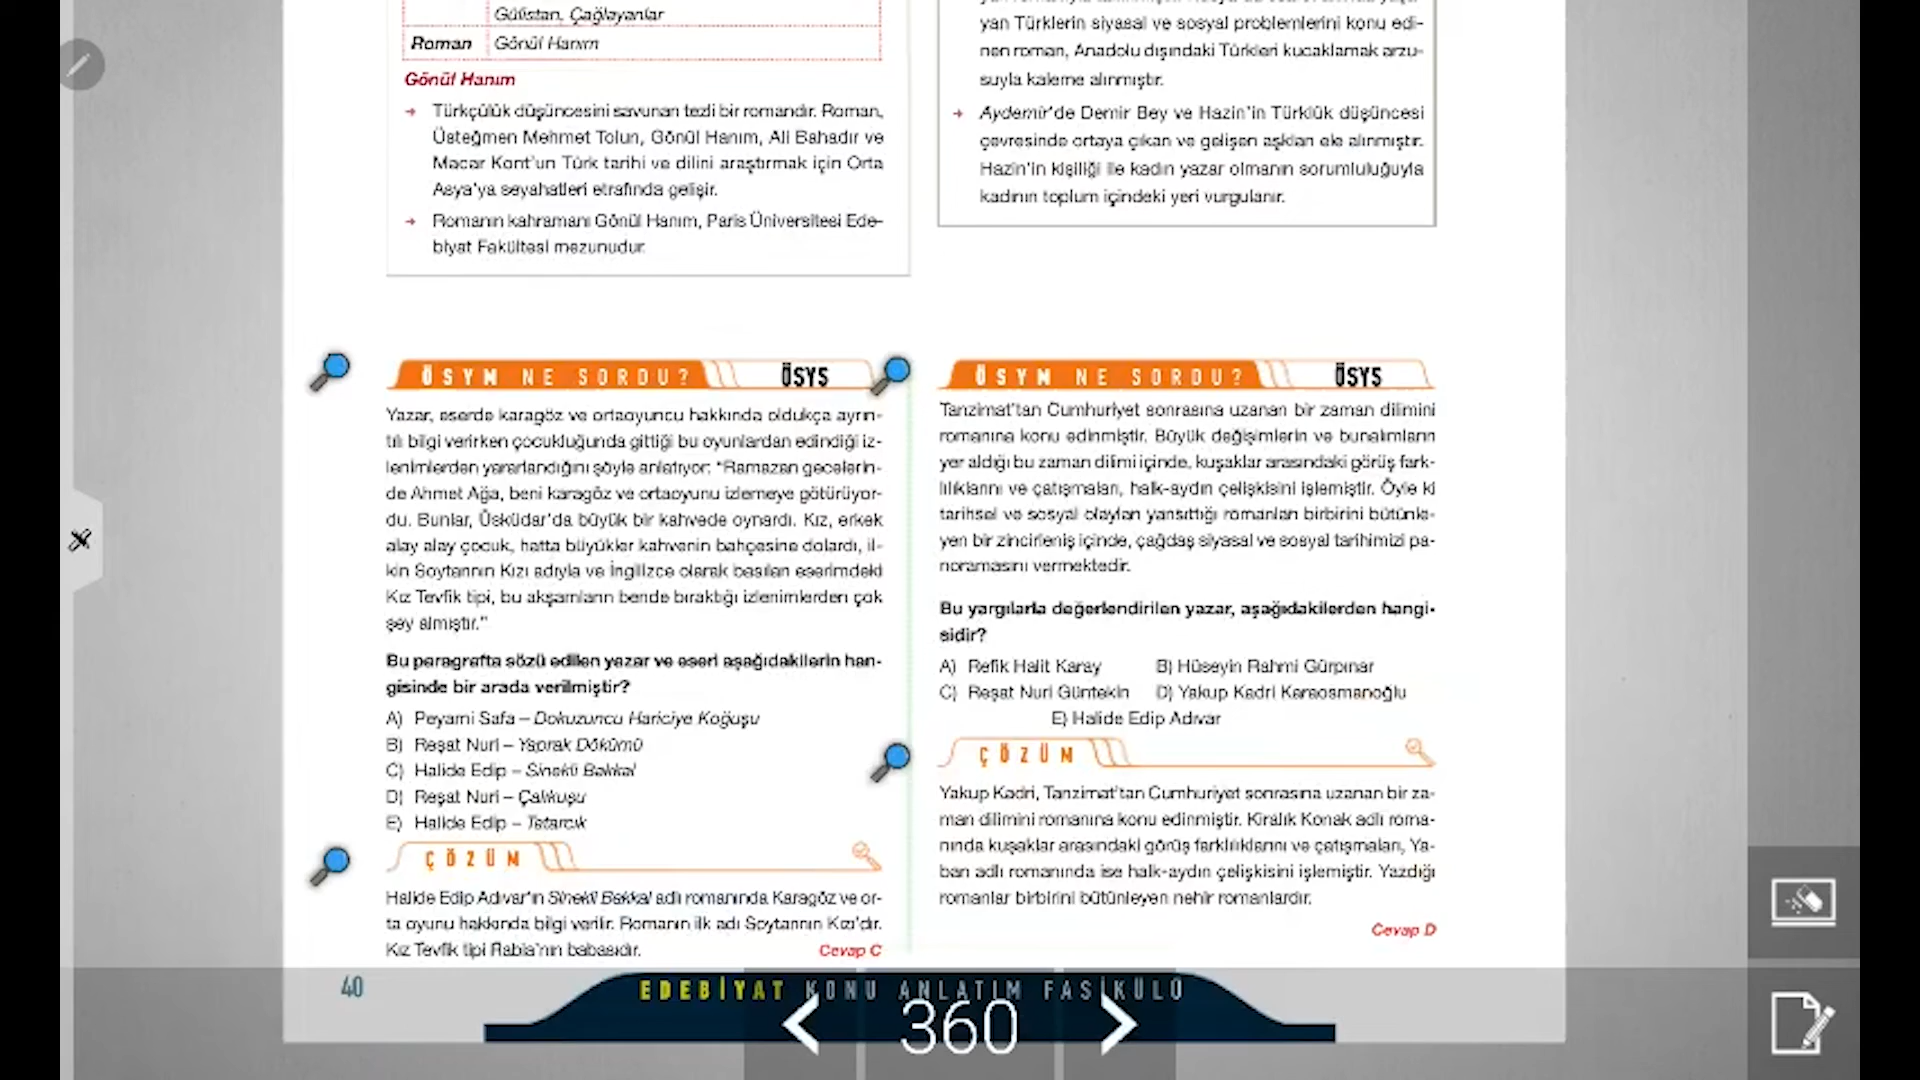 Gülistan, Çağlayanlar
Roman Gönül Hanım
Gönül Hanım
→ Türkçülük düşüncesini savunan tezli bir romandır. Roman,
Üsteğmen Mehmet Tolun, Gönül Hanım, Ali Bahadır ve
Macar Kont'un Türk tarihi ve dilini araştırmak için Orta
Asya'ya seyahatleri etrafında gelişir.
→ Romanın kahramanı Gönül Hanım, Paris Üniversitesi Ede-
biyat Fakültesi mezunudur.
yan Türklerin siyasal ve sosyal problemlerini konu edi-
nen roman, Anadolu dışındaki Türkleri kucaklamak arzu-
suyla kaleme alınmıştır.
→ Aydemir'de Demir Bey ve Hazin'in Türklük düşüncesi
çevresinde ortaya çıkan ve gelişen aşkları ele alınmıştır.
Hazin'in kişiliği ile kadın yazar olmanın sorumluluğuyla
kadının toplum içindeki yeri vurgulanır.
ÖSYM NE SORDU? ÖSYS
Yazar, eserde karagöz ve ortaoyuncu hakkında oldukça ayrın-
tılı bilgi verirken çocukluğunda gittiği bu oyunlardan edindiği iz-
lenimlerden yararlandığını şöyle anlatıyor: "Ramazan gecelerin-
de Ahmet Ağa, beni karagöz ve ortaoyunu izlemeye götürüyor-
du. Bunlar, Üsküdar'da büyük bir kahvede oynardı. Kız, erkek
alay alay çocuk, hatta büyükler kahvenin bahçesine dolardı, il-
kin Soytarının Kızı adıyla ve İngilizce olarak basılan eserimdeki
Kız Tevfik tipi, bu akşamların bende bıraktığı izlenimlerden çok
şey almıştır."
Bu paragrafta sözü edilen yazar ve eseri aşağıdakilerin han-
gisinde bir arada verilmiştir?
A) Peyami Safa – Dokuzuncu Hariciye Koğuşu
B) Reşat Nuri – Yaprak Dökümü
C) Halide Edip – Sinekli Bakkal
D) Reşat Nuri – Çalıkuşu
E) Halide Edip – Tatarcık
ÇÖZÜM
Halide Edip Adıvar'ın Sinekli Bakkal adlı romanında Karagöz ve or-
ta oyunu hakkında bilgi verilir. Romanın ilk adı Soytarının Kızı'dır.
Kız Tevfik tipi Rabia'nın babasıdır. Cevap C
ÖSYM NE SORDU? ÖSYS
Tanzimat'tan Cumhuriyet sonrasına uzanan bir zaman dilimini
romanına konu edinmiştir. Büyük değişimlerin ve bunalımların
yer aldığı bu zaman dilimi içinde, kuşaklar arasındaki görüş fark-
lılıklarını ve çatışmaları, halk-aydın çelişkisini işlemiştir. Öyle ki
tarihsel ve sosyal olayları yansıttığı romanları birbirini bütünle-
yen bir zincirleniş içinde, çağdaş siyasal ve sosyal tarihimizi pa-
noramasını vermektedir.
Bu yargılarla değerlendirilen yazar, aşağıdakilerden hangi-
sidir?
A) Refik Halit Karay B) Hüseyin Rahmi Gürpınar
C) Reşat Nuri Güntekin D) Yakup Kadri Karaosmanoğlu
E) Halide Edip Adıvar
ÇÖZÜM
Yakup Kadri, Tanzimat'tan Cumhuriyet sonrasına uzanan bir za-
man dilimini romanına konu edinmiştir. Kiralık Konak adlı roma-
nında kuşaklar arasındaki görüş farklılıklarını ve çatışmaları, Ya-
ban adlı romanında ise halk-aydın çelişkisini işlemiştir. Yazdığı
romanlar birbirini bütünleyen nehir romanlardır.
Cevap D
40 EDEBİYAT KONU ANLATIM FASİKÜLÜ
360